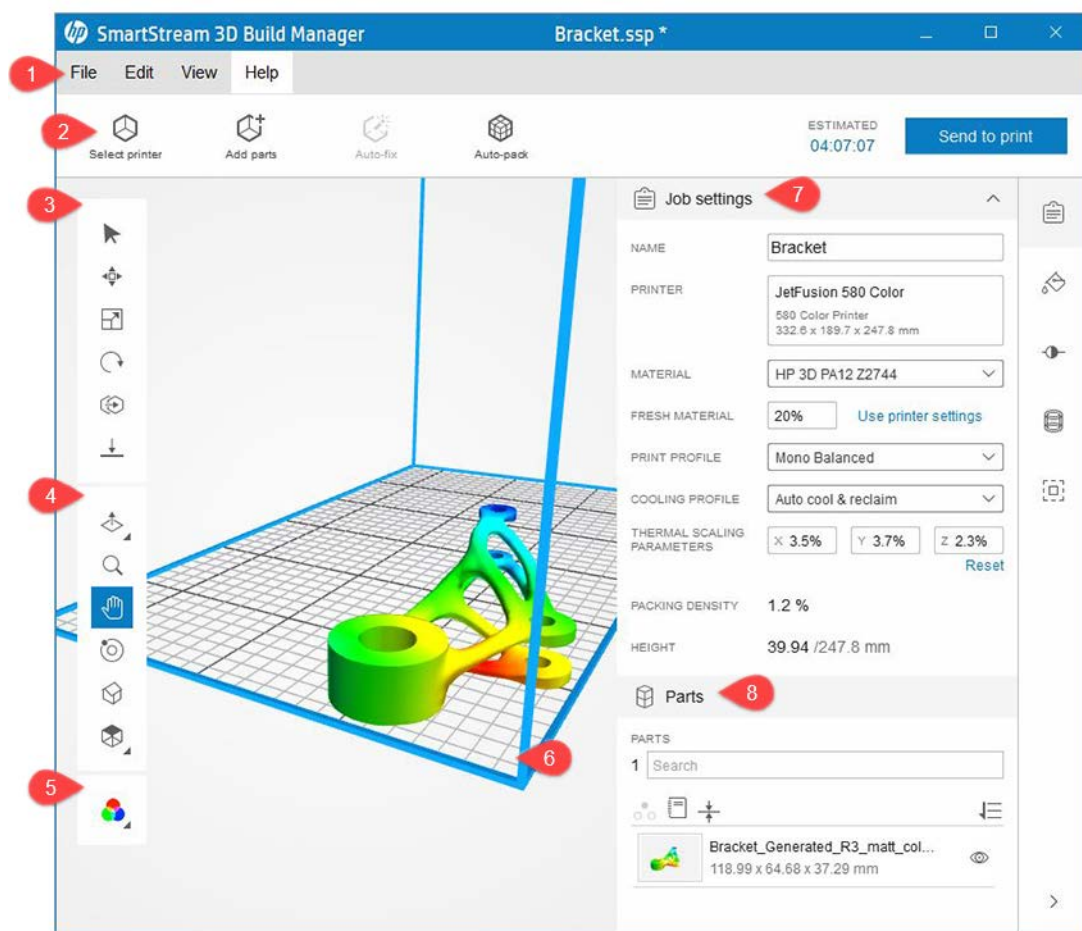 hp SmartStream 3D Build Manager Bracket.ssp *
1 File Edit View Help
2 Select printer Add parts Auto-fix Auto-pack
ESTIMATED
04:07:07
Send to print
3
4
5
6
Job settings 7
NAME Bracket
PRINTER JetFusion 580 Color
580 Color Printer
332.6 x 189.7 x 247.8 mm
MATERIAL HP 3D PA12 Z2744
FRESH MATERIAL 20% Use printer settings
PRINT PROFILE Mono Balanced
COOLING PROFILE Auto cool & reclaim
THERMAL SCALING
PARAMETERS
X 3.5% Y 3.7% Z 2.3%
Reset
PACKING DENSITY 1.2 %
HEIGHT 39.94 /247.8 mm
Parts 8
PARTS
1 Search
Bracket_Generated_R3_matt_col...
118.99 x 64.68 x 37.29 mm